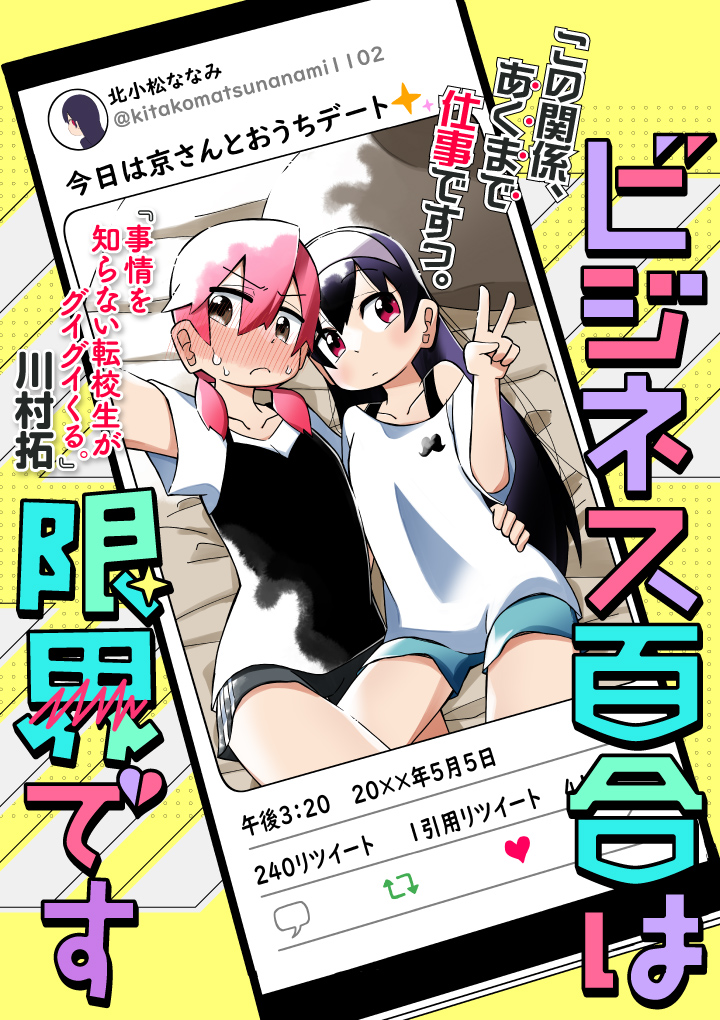 北小松ななみ
@kitakomatsunanami1102
今日は京さんとおうちデート
この関係、
あくまで
仕事ですっ。
ビジネス百合は
限界です
『事情を
知らない転校生が
グイグイくる。』
川村拓
午後3:20 20××年5月5日
240リツイート 1引用リツイート